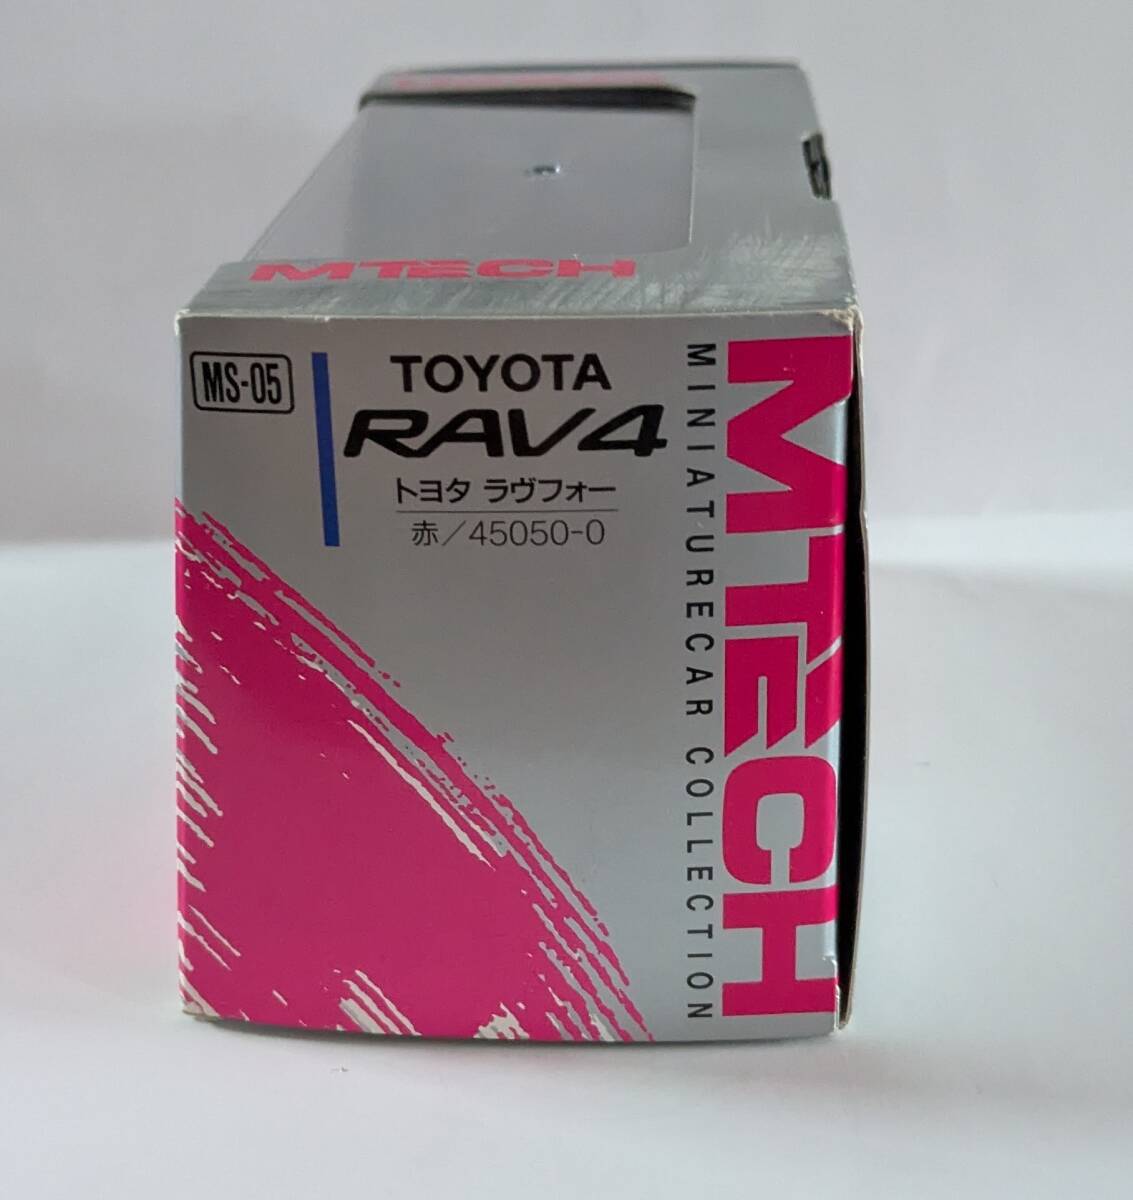 MTECH
MS-05
TOYOTA
RAV4
トヨタ ラヴフォー
赤/45050-0
MINIATURECAR COLLECTION
MTECH